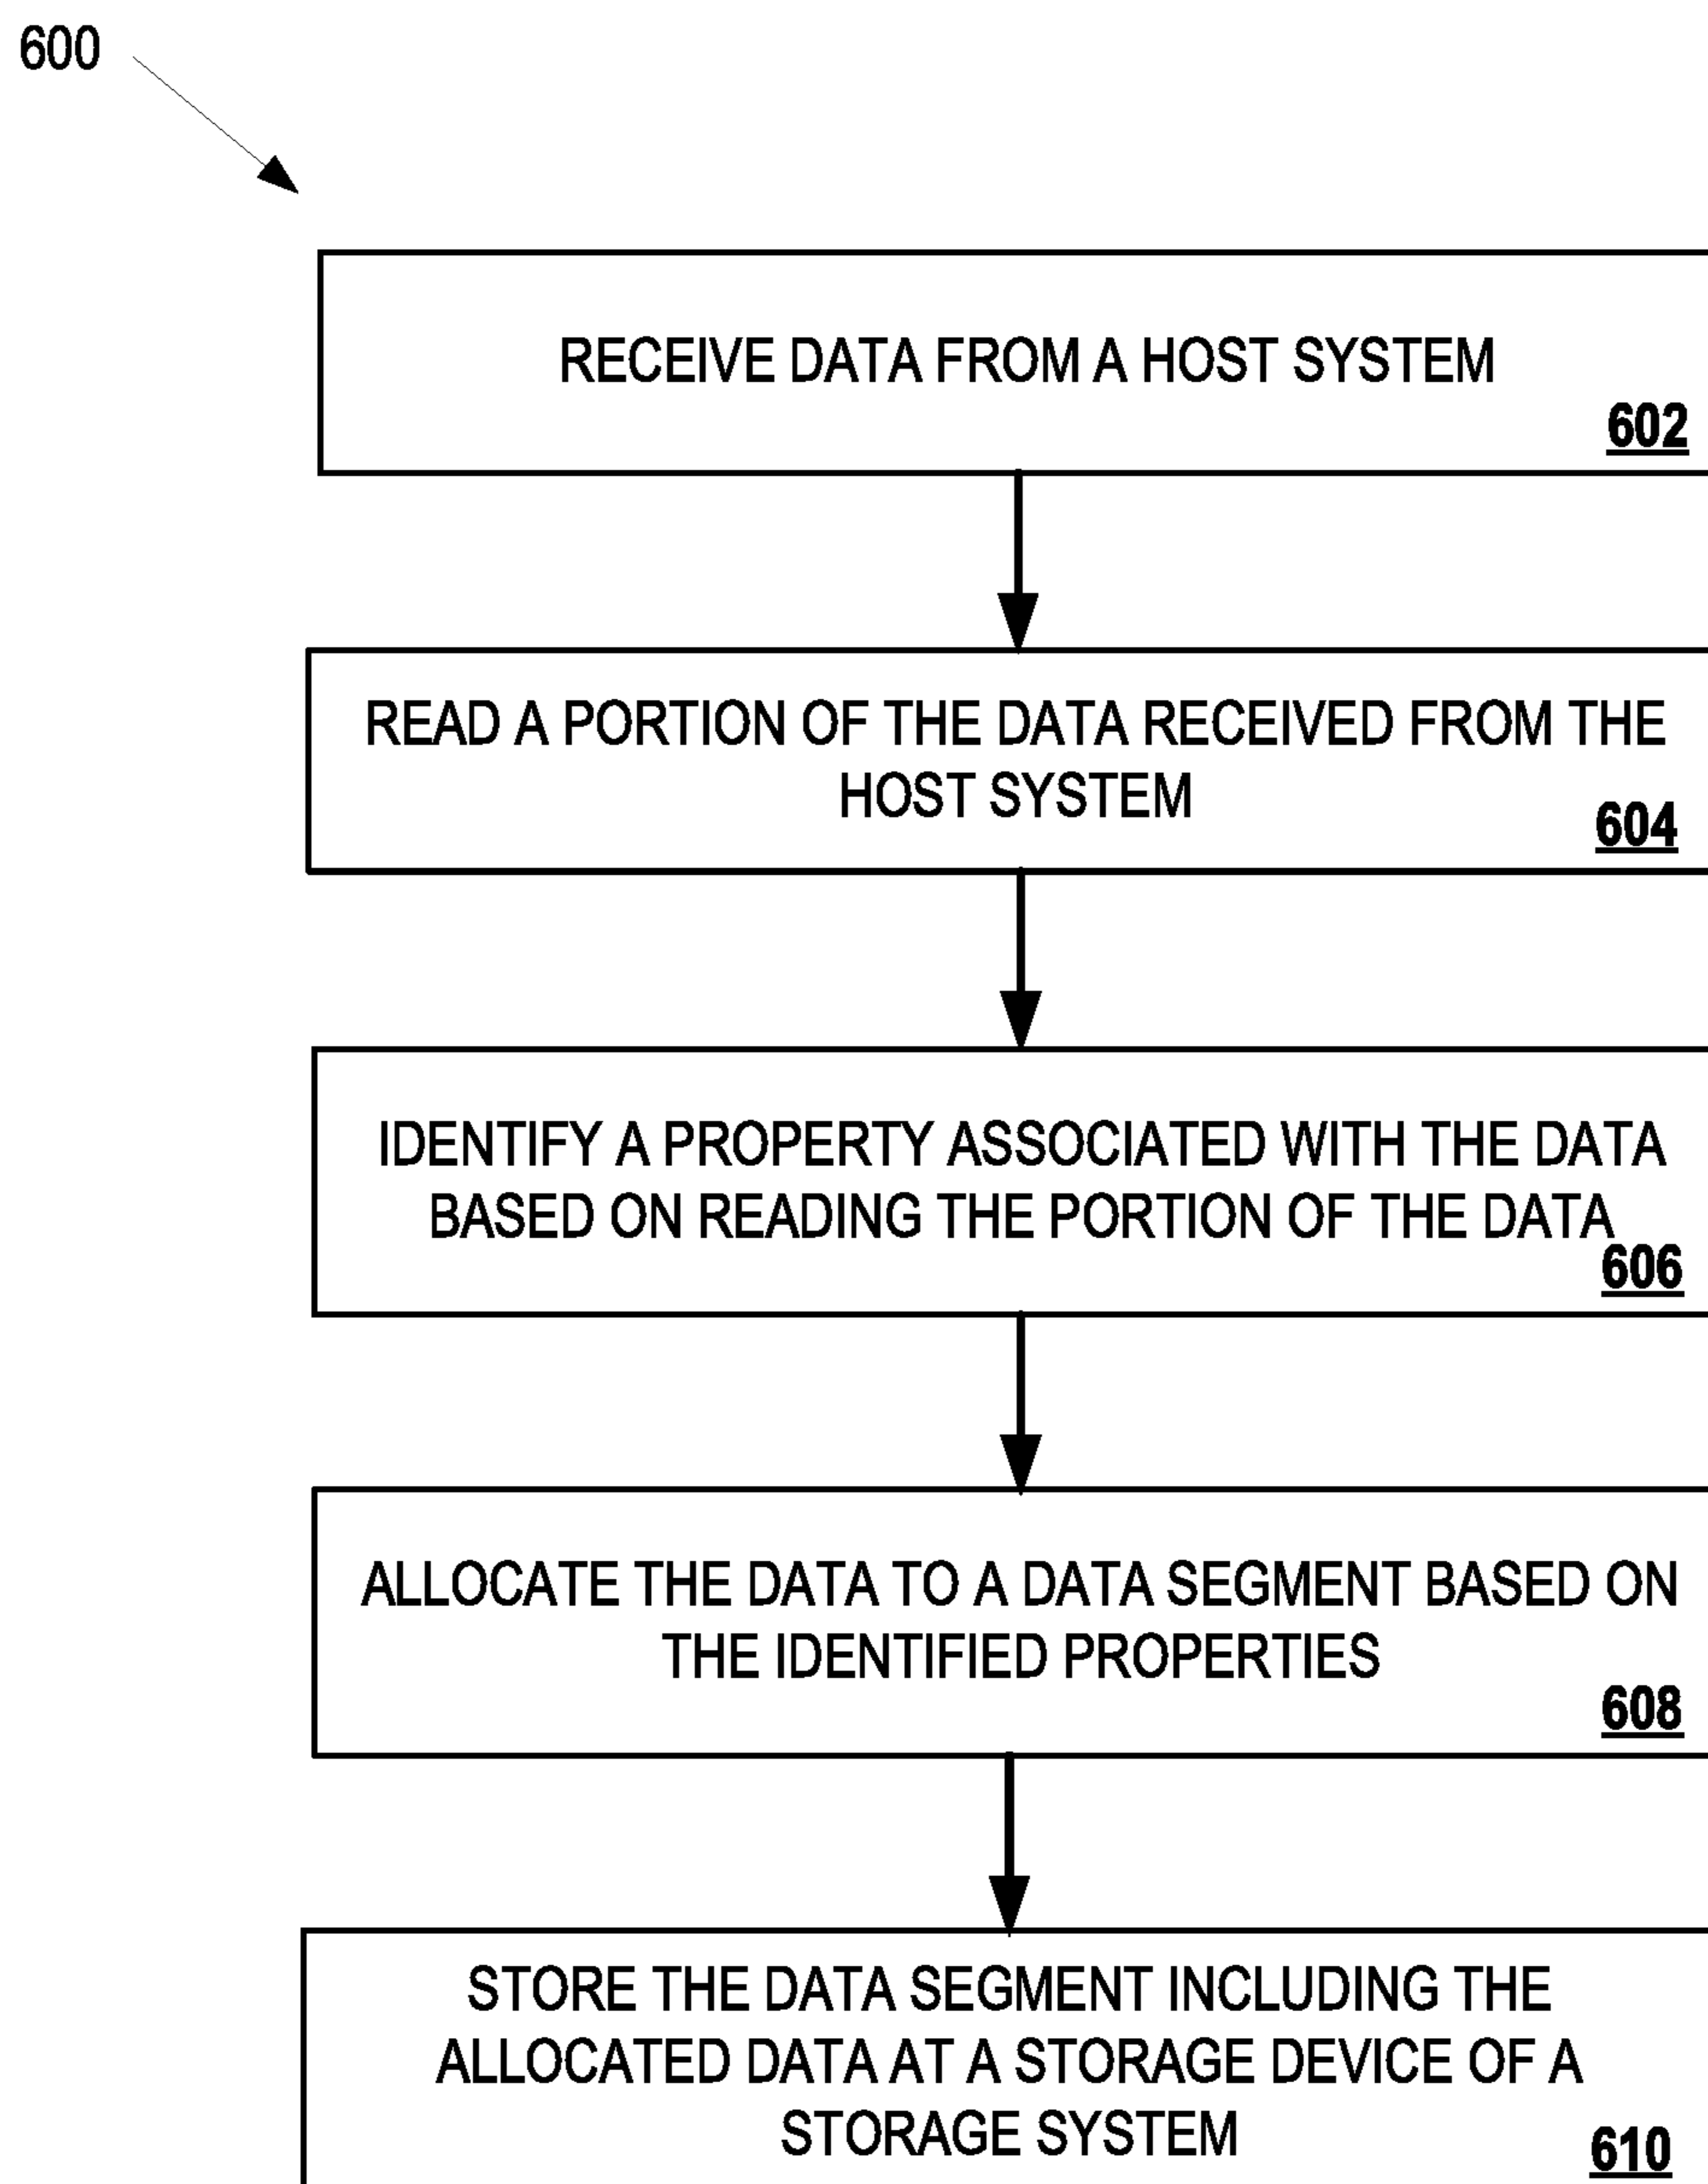 600
RECEIVE DATA FROM A HOST SYSTEM
602
READ A PORTION OF THE DATA RECEIVED FROM THE
HOST SYSTEM
604
IDENTIFY A PROPERTY ASSOCIATED WITH THE DATA
BASED ON READING THE PORTION OF THE DATA
606
ALLOCATE THE DATA TO A DATA SEGMENT BASED ON
THE IDENTIFIED PROPERTIES
608
STORE THE DATA SEGMENT INCLUDING THE
ALLOCATED DATA AT A STORAGE DEVICE OF A
STORAGE SYSTEM
610